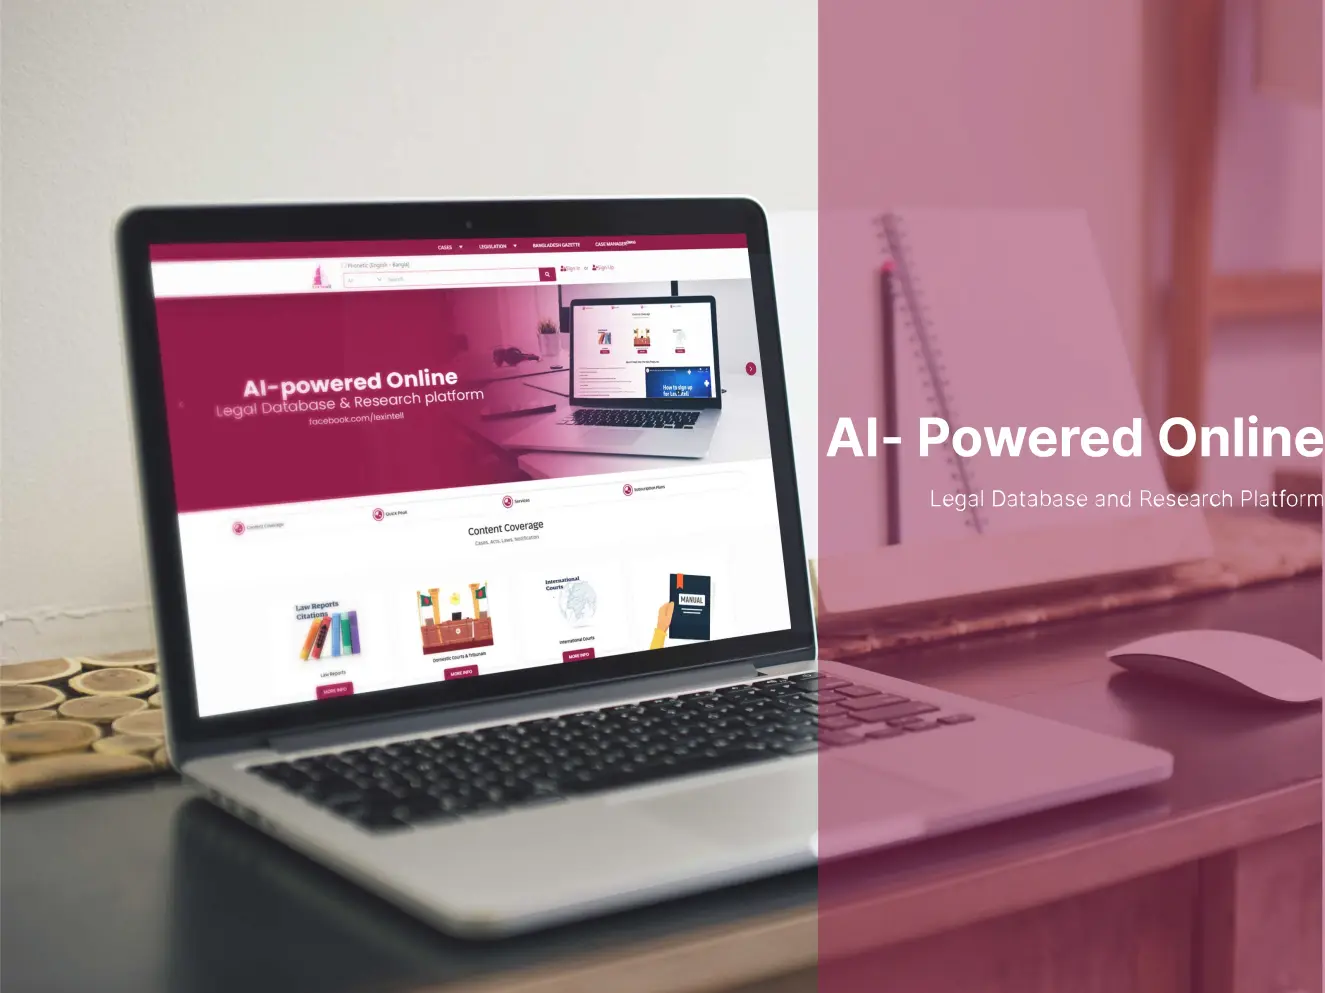 CASES
LEGISLATION
BANGLADESH GAZETTE
CASE MANAGER
Phonetic (English - Bangla)
Sign In or Sign Up
AI-powered Online
Legal Database & Research platform
facebook.com/lexintell
How to sign up
Content Coverage
Quick Peek
Services
Subscription Plans
Content Coverage
Cases, Acts, Laws, Notification
Law Reports
Citations
International
Courts
MANUAL
Law Reports
Domestic Courts & Tribunals
International Courts
MORE INFO
MORE INFO
MORE INFO
AI- Powered Online
Legal Database and Research Platform